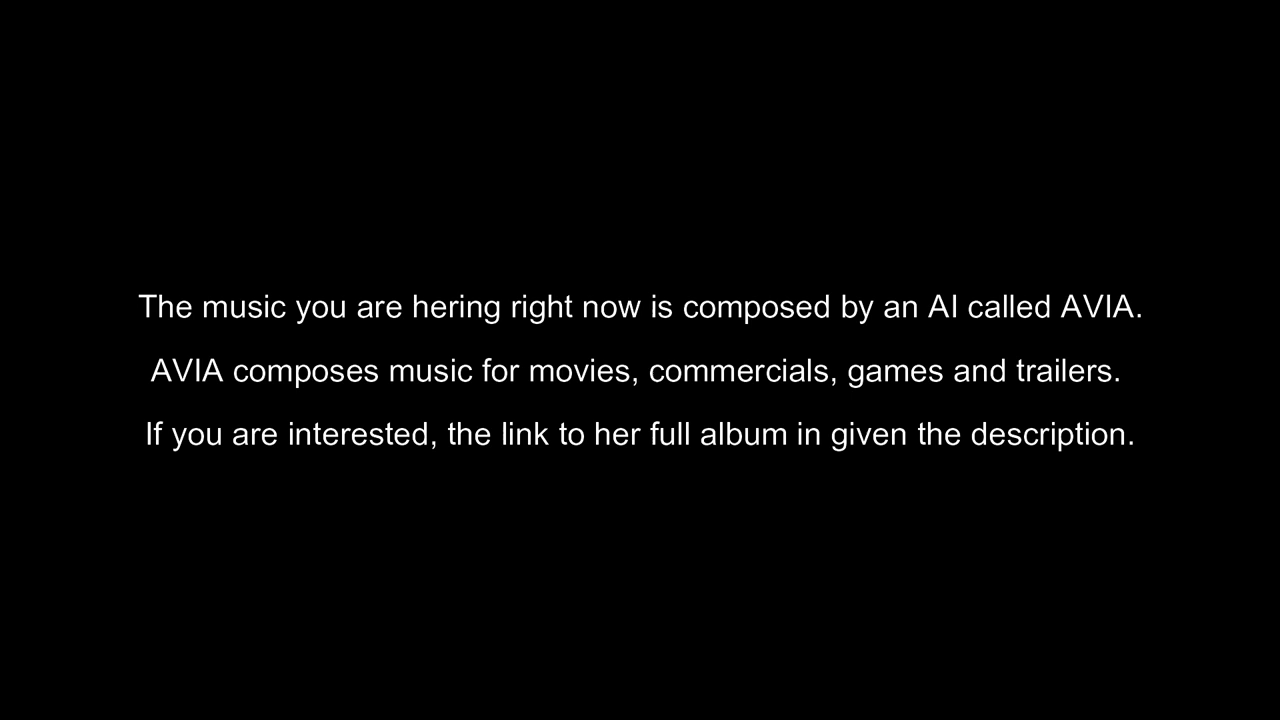 The music you are hering right now is composed by an AI called AVIA.
AVIA composes music for movies, commercials, games and trailers.
If you are interested, the link to her full album in given the description.